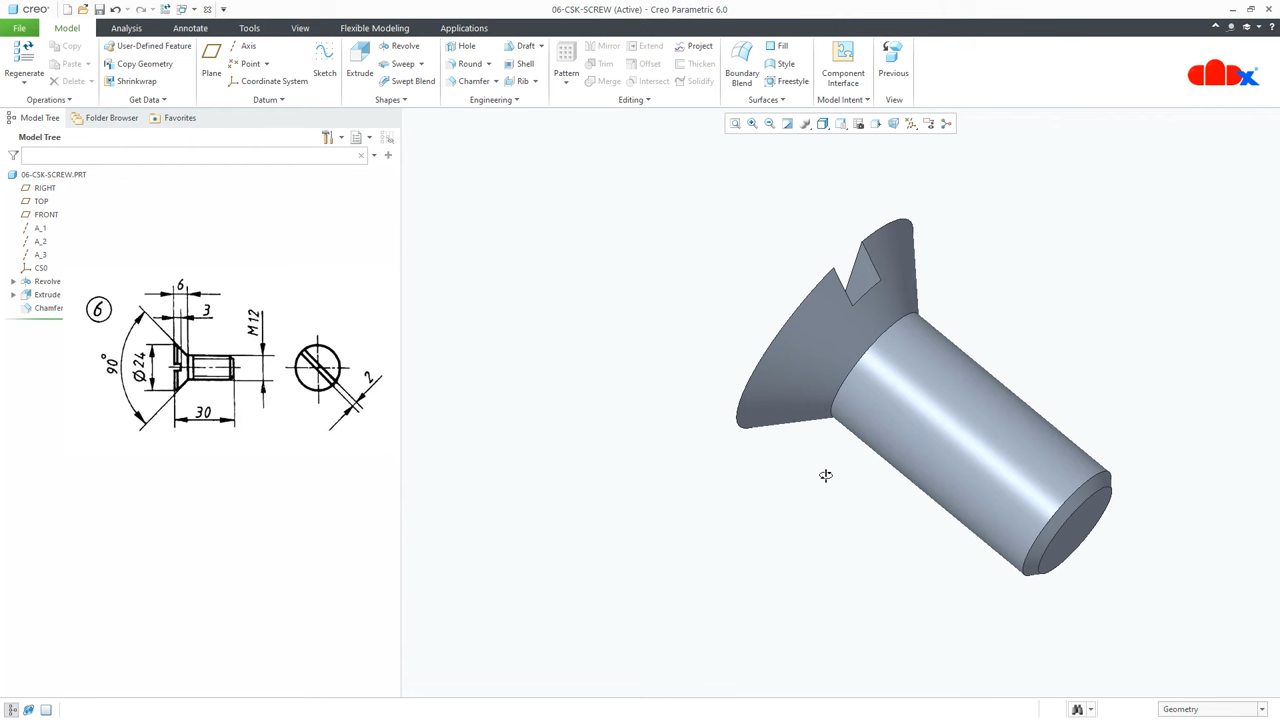 creo
06-CSK-SCREW (Active) - Creo Parametric 6.0
File Model Analysis Annotate Tools View Flexible Modeling Applications
Regenerate
Copy
Paste
Delete
Operations
User-Defined Feature
Copy Geometry
Shrinkwrap
Get Data
Plane
Axis
Point
Coordinate System
Sketch
Datum
Extrude
Revolve
Sweep
Swept Blend
Shapes
Hole
Round
Chamfer
Draft
Shell
Rib
Engineering
Pattern
Mirror
Trim
Offset
Extend
Merge
Intersect
Project
Thicken
Solidify
Editing
Boundary
Blend
Fill
Style
Freestyle
Surfaces
Component
Interface
Model Intent
Previous
View
CADX
Model Tree Folder Browser Favorites
Model Tree
06-CSK-SCREW.PRT
RIGHT
TOP
FRONT
A_1
A_2
A_3
CS0
Revolve
Extrude
Chamfer
6
6
3
M12
90°
Ø24
2
30
Geometry